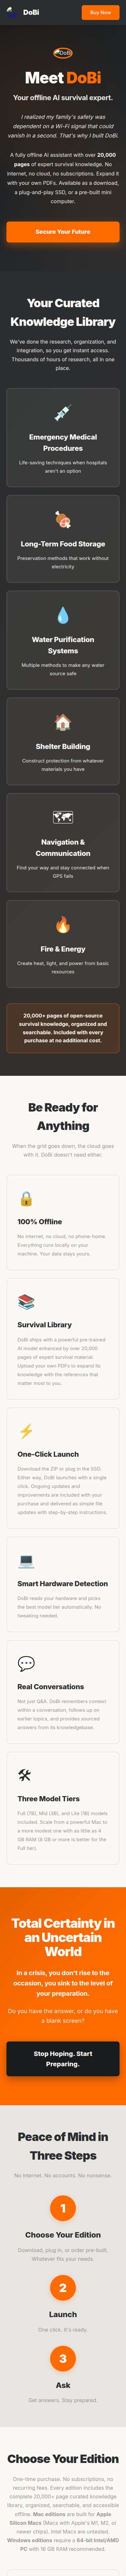 DoBi
Buy Now
DoBi
Meet DoBi
Your offline AI survival expert.
I realized my family's safety was
dependent on a Wi-Fi signal that could
vanish in a second. That's why I built DoBi.
A fully offline AI assistant with over 20,000
pages of expert survival knowledge. No
internet, no cloud, no subscriptions. Expand it
with your own PDFs. Available as a download,
a plug-and-play SSD, or a pre-built mini
computer.
Secure Your Future
Your Curated
Knowledge Library
We've done the research, organization, and
integration, so you get instant access.
Thousands of hours of research, all in one
place.
Emergency Medical
Procedures
Life-saving techniques when hospitals
aren't an option
Long-Term Food Storage
Preservation methods that work without
electricity
Water Purification
Systems
Multiple methods to make any water
source safe
Shelter Building
Construct protection from whatever
materials you have
Navigation &
Communication
Find your way and stay connected when
GPS fails
Fire & Energy
Create heat, light, and power from basic
resources
20,000+ pages of open-source
survival knowledge, organized and
searchable. Included with every
purchase at no additional cost.
Be Ready for
Anything
When the grid goes down, the cloud goes
with it. DoBi doesn't need either.
100% Offline
No internet, no cloud, no phone-home.
Everything runs locally on your
machine. Your data stays yours.
Survival Library
DoBi ships with a powerful pre-trained
AI model enhanced by over 20,000
pages of expert survival material.
Upload your own PDFs to expand its
knowledge with the references that
matter most to you.
One-Click Launch
Download the ZIP or plug in the SSD.
Either way, DoBi launches with a single
click. Ongoing updates and
improvements are included with your
purchase and delivered as simple file
updates with step-by-step instructions.
Smart Hardware Detection
DoBi reads your hardware and picks
the best model tier automatically. No
tweaking needed.
Real Conversations
Not just Q&A. DoBi remembers context
within a conversation, follows up on
earlier topics, and provides sourced
answers from its knowledgebase.
Three Model Tiers
Full (7B), Mid (3B), and Lite (1B) models
included. Scale from a powerful Mac to
a more modest one with as little as 4
GB RAM (8 GB or more is better for the
Full tier).
Total Certainty in
an Uncertain
World
In a crisis, you don't rise to the
occasion, you sink to the level of
your preparation.
Do you have the answer, or do you have
a blank screen?
Stop Hoping. Start
Preparing.
Peace of Mind in
Three Steps
No internet. No accounts. No nonsense.
1
Choose Your Edition
Download, plug in, or order pre-built.
Whatever fits your needs.
2
Launch
One click. It's ready.
3
Ask
Get answers. Stay prepared.
Choose Your Edition
One-time purchase. No subscriptions, no
recurring fees. Every edition includes the
complete 20,000+ page curated knowledge
library, organized, searchable, and accessible
offline. Mac editions are built for Apple
Silicon Macs (Macs with Apple's M1, M2, or
newer chips). Intel Macs are untested.
Windows editions require a 64-bit Intel/AMD
PC with 16 GB RAM recommended.